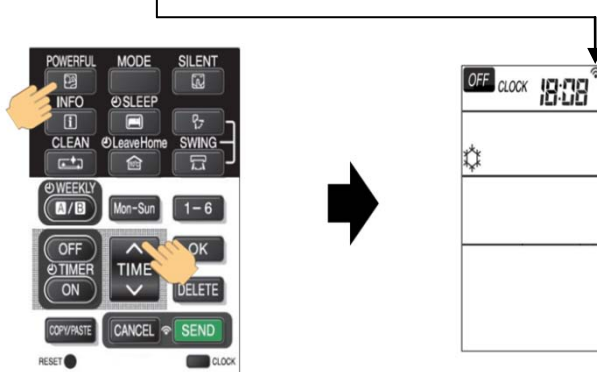 POWERFUL MODE SILENT
INFO SLEEP
CLEAN LeaveHome SWING
WEEKLY
A/B Mon-Sun 1-6
OFF OK
TIMER TIME
ON DELETE
COPY/PASTE CANCEL SEND
RESET CLOCK
OFF CLOCK 18:08